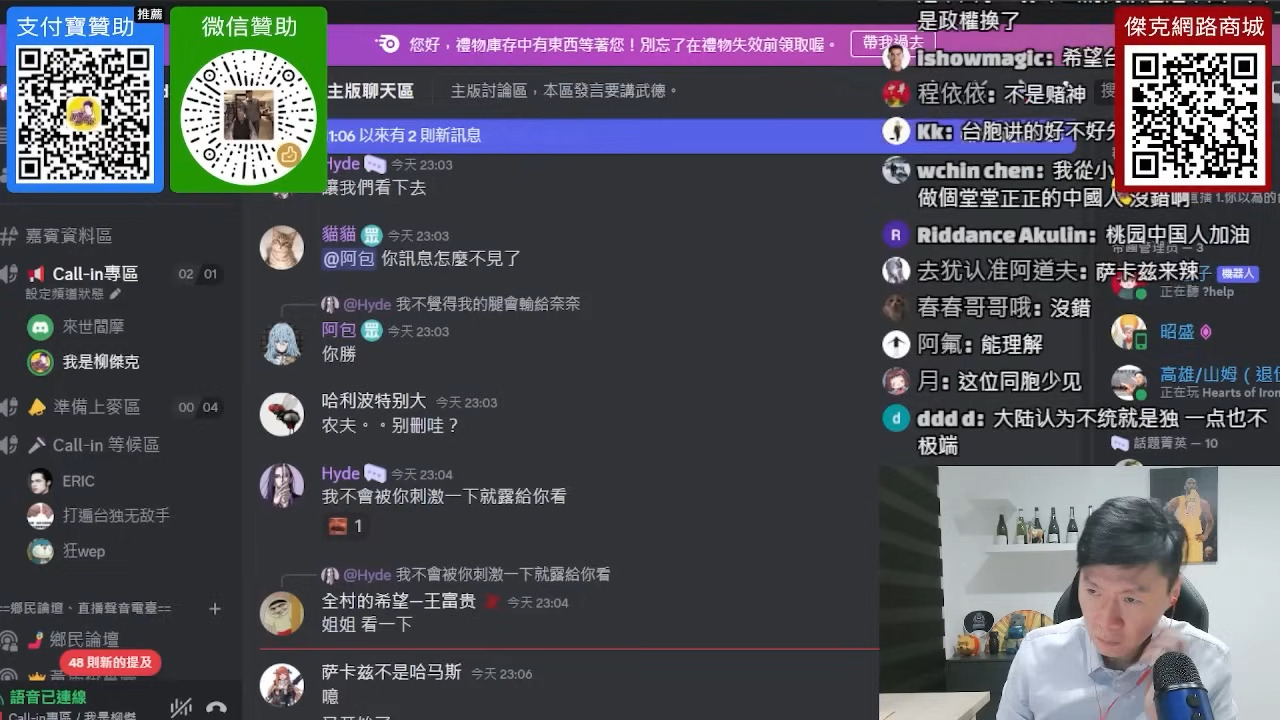 支付寶贊助
推薦
微信贊助
您好，禮物庫存中有東西等著您！別忘了在禮物失效前領取喔。
帶我過去
傑克網路商城
主版聊天區
主版討論區，本區發言要講武德。
1:06 以來有 2 則新訊息
Hyde 今天 23:03
讓我們看下去
貓貓 眾 今天 23:03
@阿包 你訊息怎麼不見了
@Hyde 我不覺得我的腿會輸給奈奈
阿包 眾 今天 23:03
你勝
哈利波特别大 今天 23:03
农夫。。别刪哇？
Hyde 今天 23:04
我不會被你刺激一下就露給你看
1
@Hyde 我不會被你刺激一下就露給你看
全村的希望—王富贵 今天 23:04
姐姐 看一下
萨卡兹不是哈马斯 今天 23:06
噫
嘉賓資料區
Call-in專區 02 01
設定頻道狀態
來世閻摩
我是柳傑克
準備上麥區 00 04
Call-in 等候區
ERIC
打遍台独无敌手
狂wep
==鄉民論壇、直播聲音電臺==
鄉民論壇
48 則新的提及
語音已連線
Call-in專區 / 我是柳傑
是政權換了
Ishowmagic: 希望台
程依依: 不是赌神
搜
Kk: 台胞讲的好不好
wchin chen: 我從小
做個堂堂正正的中國人 沒錯啊
Riddance Akulin: 桃园中国人加油
去犹认准阿道夫: 萨卡兹来辣
春春哥哥哦: 沒錯
阿氟: 能理解
月: 这位同胞少见
ddd d: 大陆认为不统就是独 一点也不
极端
帝國管理员 — 3
子 機器人
正在聽 ?help
昭盛
高雄/山姆（退伍
正在玩 Hearts of Iron
話題菁英 — 10